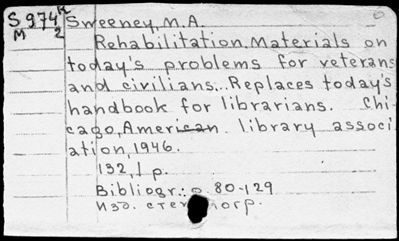 S 974 K
M 2
Sweeney, M.A.
Rehabilitation. Materials on
today's problems for veterans
and civilians... Replaces today's
handbook for librarians. Chi-
cago, American library associ-
ation, 1946.
132, 1 p.
Bibliogr.: p. 80-129
Изд. стеклогр.